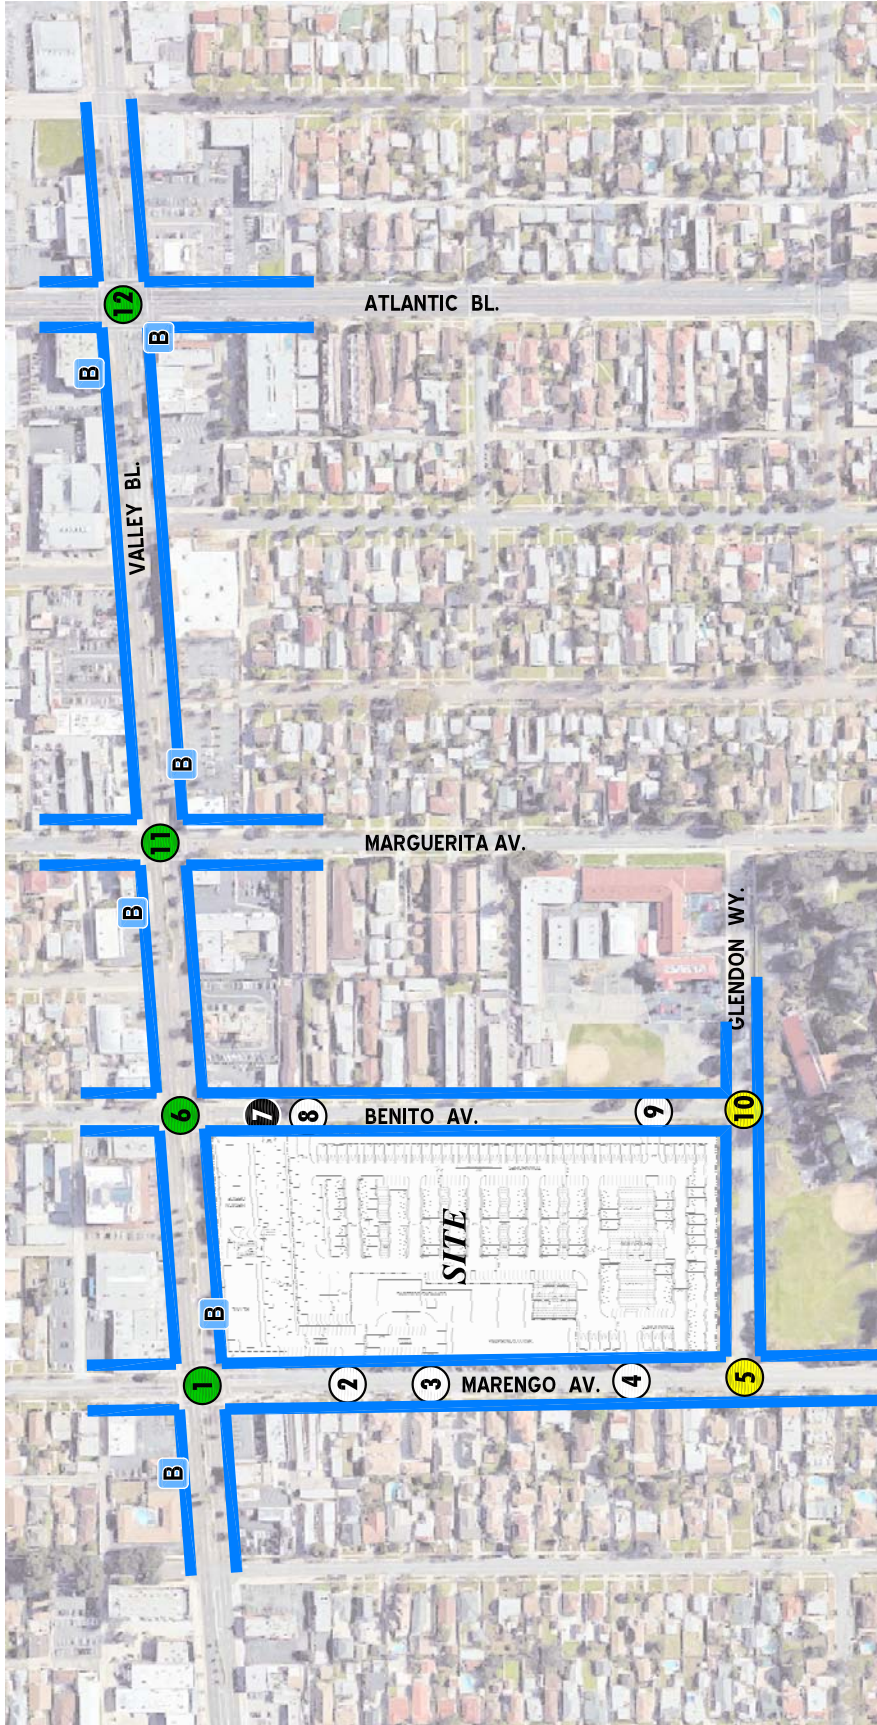 12
ATLANTIC BL.
B
B
VALLEY BL.
B
11
MARGUERITA AV.
B
GLENDON WY.
6
7
8
BENITO AV.
9
10
SITE
B
1
2
3
MARENGO AV.
4
5
B